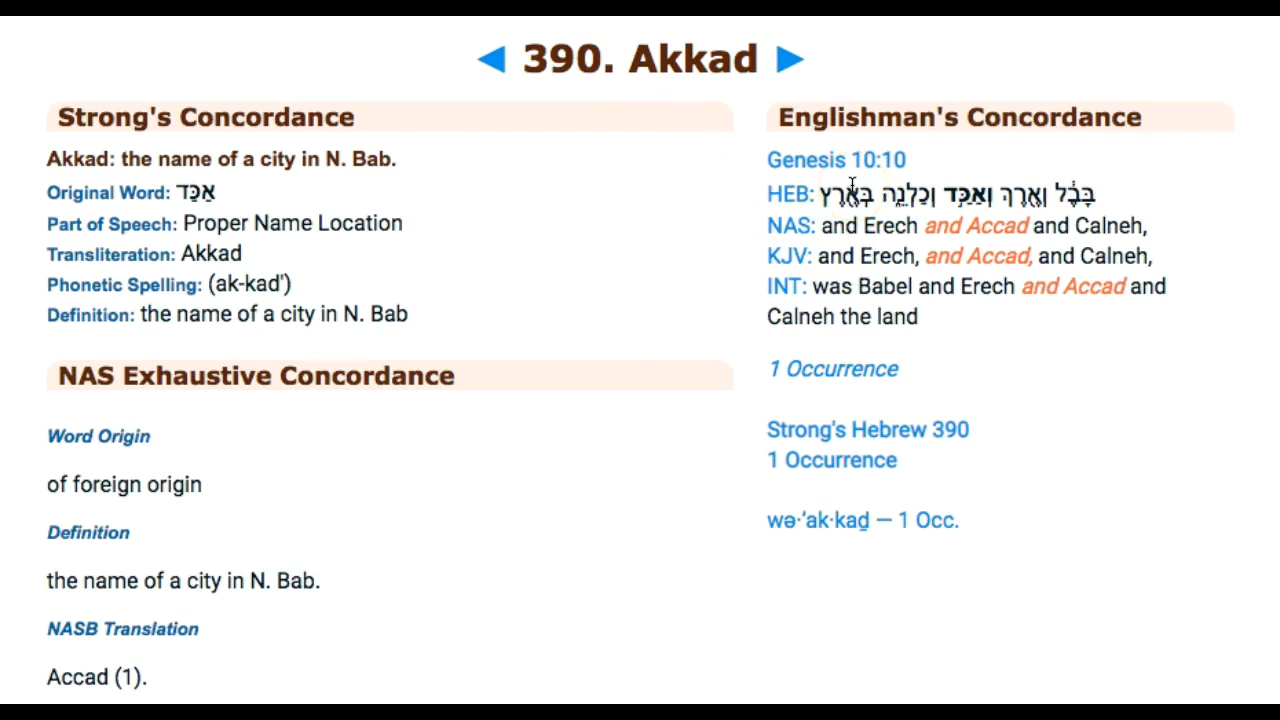 ◀ 390. Akkad ▶
Strong's Concordance
Akkad: the name of a city in N. Bab.
Original Word: אַכַּד
Part of Speech: Proper Name Location
Transliteration: Akkad
Phonetic Spelling: (ak-kad')
Definition: the name of a city in N. Bab
NAS Exhaustive Concordance
Word Origin
of foreign origin
Definition
the name of a city in N. Bab.
NASB Translation
Accad (1).
Englishman's Concordance
Genesis 10:10
HEB: בָּבֶ֔ל וְאֶ֖רֶךְ וְאַכַּ֣ד וְכַלְנֵ֑ה בְּאֶ֖רֶץ
NAS: and Erech and Accad and Calneh,
KJV: and Erech, and Accad, and Calneh,
INT: was Babel and Erech and Accad and
Calneh the land
1 Occurrence
Strong's Hebrew 390
1 Occurrence
wə·'ak·kaḏ — 1 Occ.